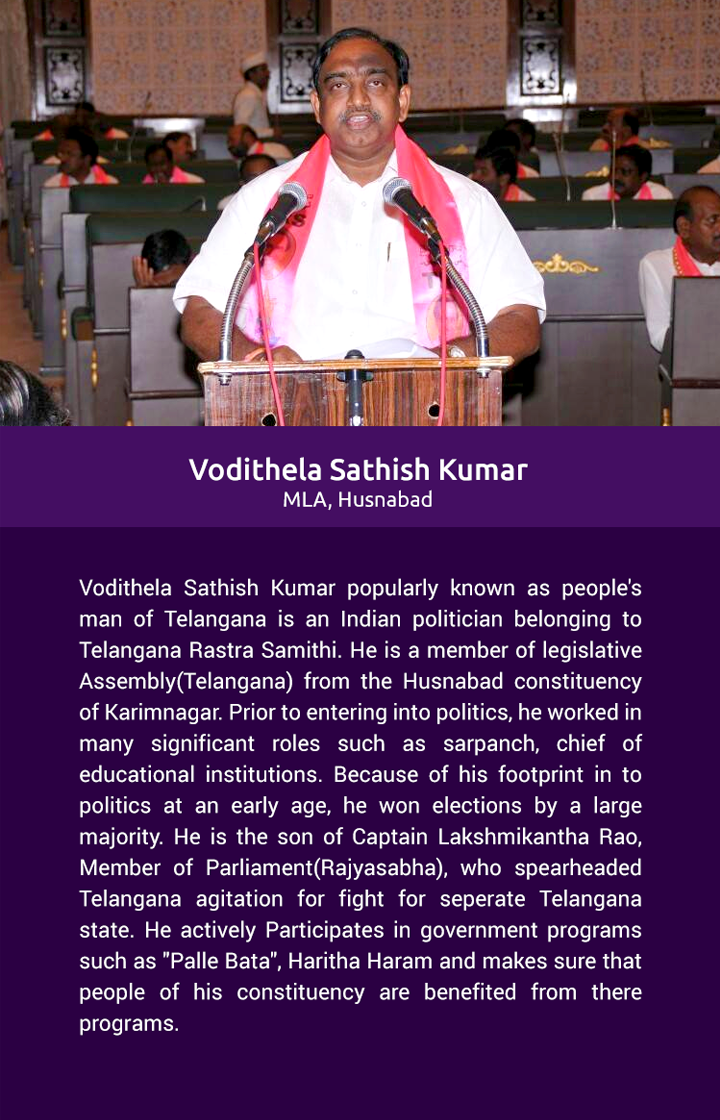 Vodithela Sathish Kumar
MLA, Husnabad
Vodithela Sathish Kumar popularly known as people's
man of Telangana is an Indian politician belonging to
Telangana Rastra Samithi. He is a member of legislative
Assembly(Telangana) from the Husnabad constituency
of Karimnagar. Prior to entering into politics, he worked in
many significant roles such as sarpanch, chief of
educational institutions. Because of his footprint in to
politics at an early age, he won elections by a large
majority. He is the son of Captain Lakshmikantha Rao,
Member of Parliament(Rajyasabha), who spearheaded
Telangana agitation for fight for seperate Telangana
state. He actively Participates in government programs
such as "Palle Bata", Haritha Haram and makes sure that
people of his constituency are benefited from there
programs.